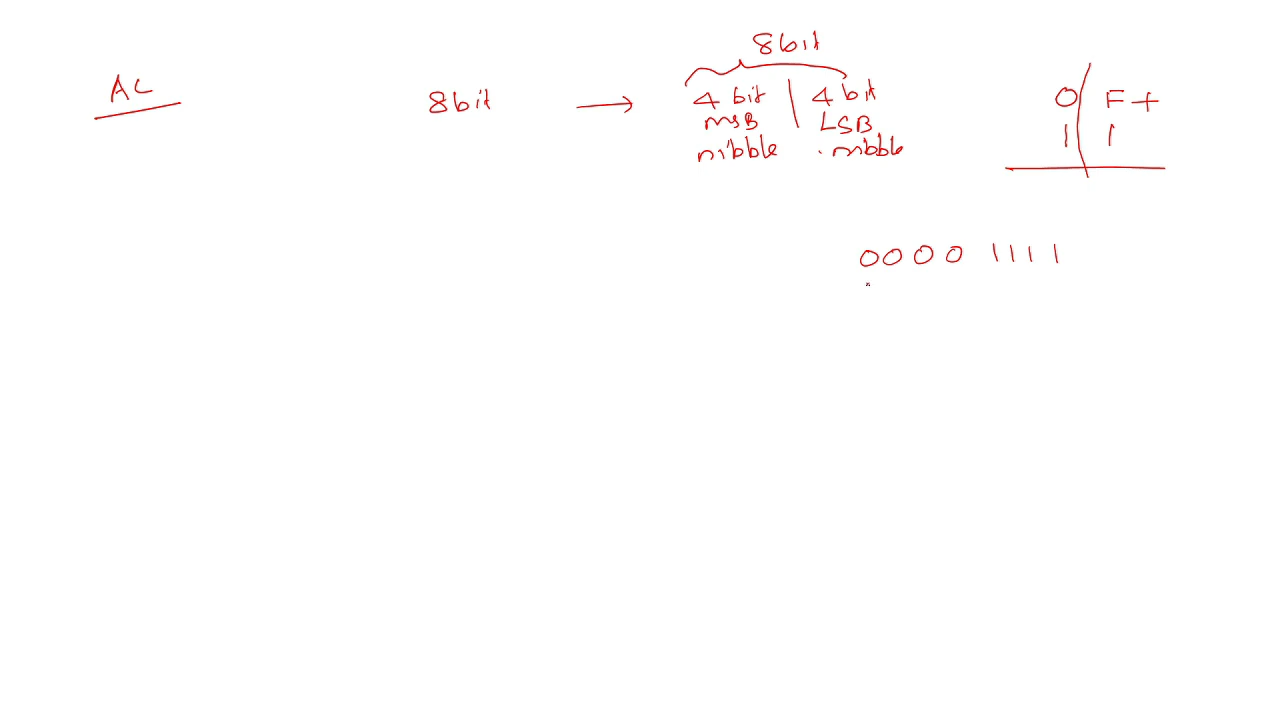 8bit
AC 8bit → 4 bit | 4 bit 0 | F +
msB LSB 1 | 1
nibble . nibble
0000 1111